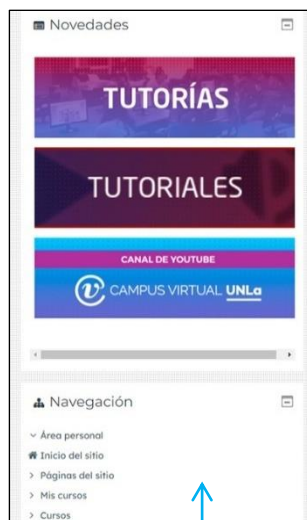 Novedades
TUTORÍAS
TUTORIALES
CANAL DE YOUTUBE
CAMPUS VIRTUAL UNLa
Navegación
Área personal
Inicio del sitio
Páginas del sitio
Mis cursos
Cursos